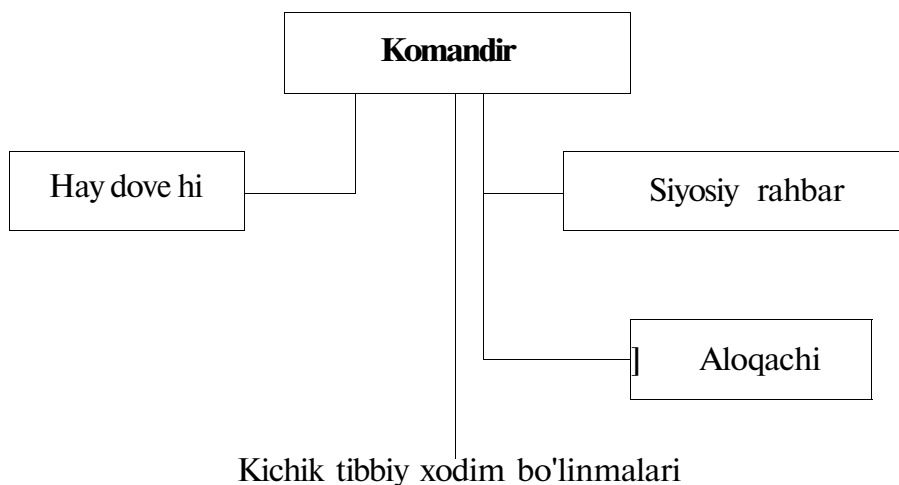 Komandir
Hay dove hi
Siyosiy rahbar
] Aloqachi
Kichik tibbiy xodim bo'linmalari